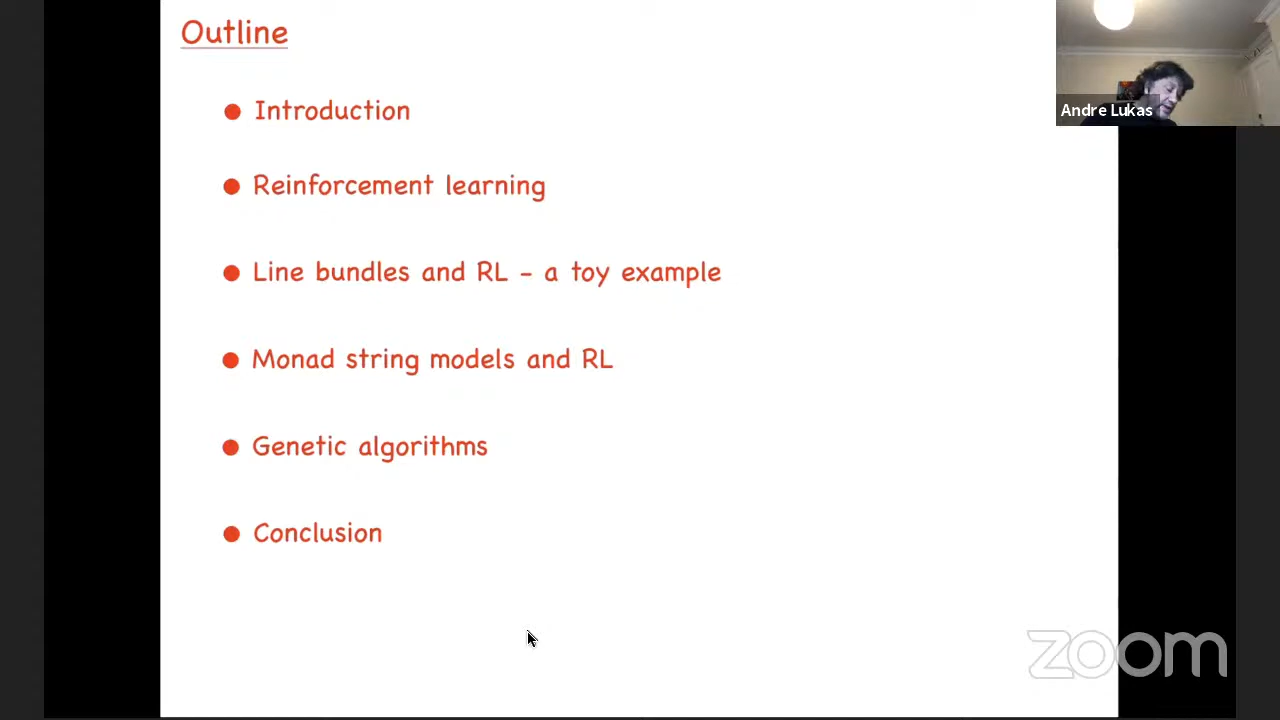 Outline
● Introduction
● Reinforcement learning
● Line bundles and RL - a toy example
● Monad string models and RL
● Genetic algorithms
● Conclusion
Andre Lukas
zoom